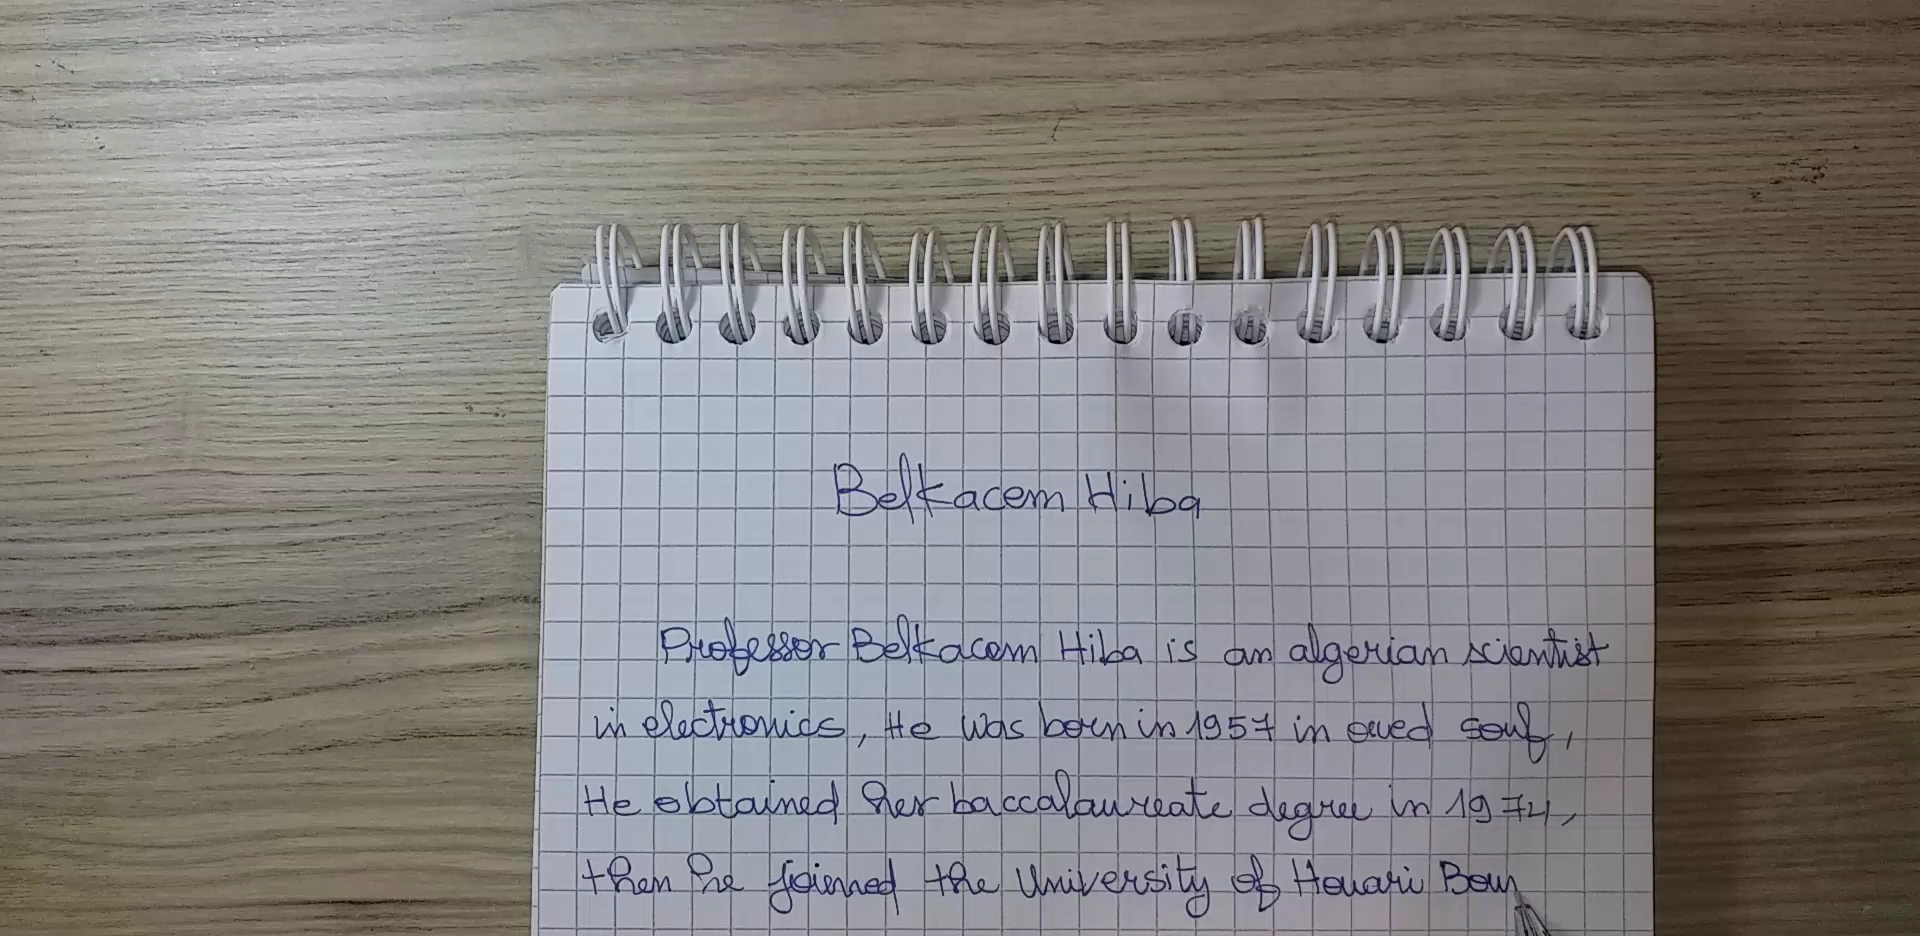 Belkacem Hiba
Professor Belkacem Hiba is an algerian scientist
in electronics, He was born in 1957 in oued souf,
He obtained her baccalaureate degree in 1974,
then he joienned the University of Houari Bou